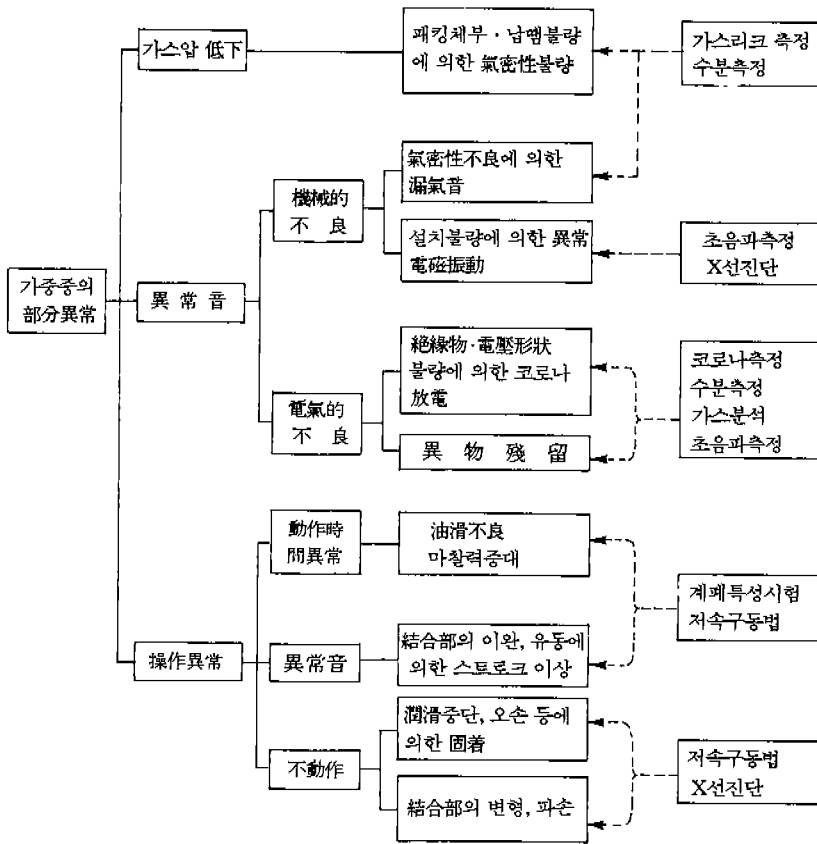 가스압 低下
패킹체부·납땜불량
에 의한 氣密性불량
가스리크 측정
수분측정
氣密性不良에 의한
漏氣音
機械的
不 良
설치불량에 의한 異常
電磁振動
초음파측정
X선진단
가중중의
部分異常
異 常 音
絶緣物·電壓形狀
불량에 의한 코로나
放電
코로나측정
수분측정
가스분석
초음파측정
電氣的
不 良
異 物 殘 留
動作時
間異常
油滑不良
마찰력증대
계폐특성시험
저속구동법
操作異常
異常音
結合部의 이완, 유동에
의한 스트로크 이상
潤滑중단, 오손 등에
의한 固着
不動作
저속구동법
X선진단
結合部의 변형, 파손